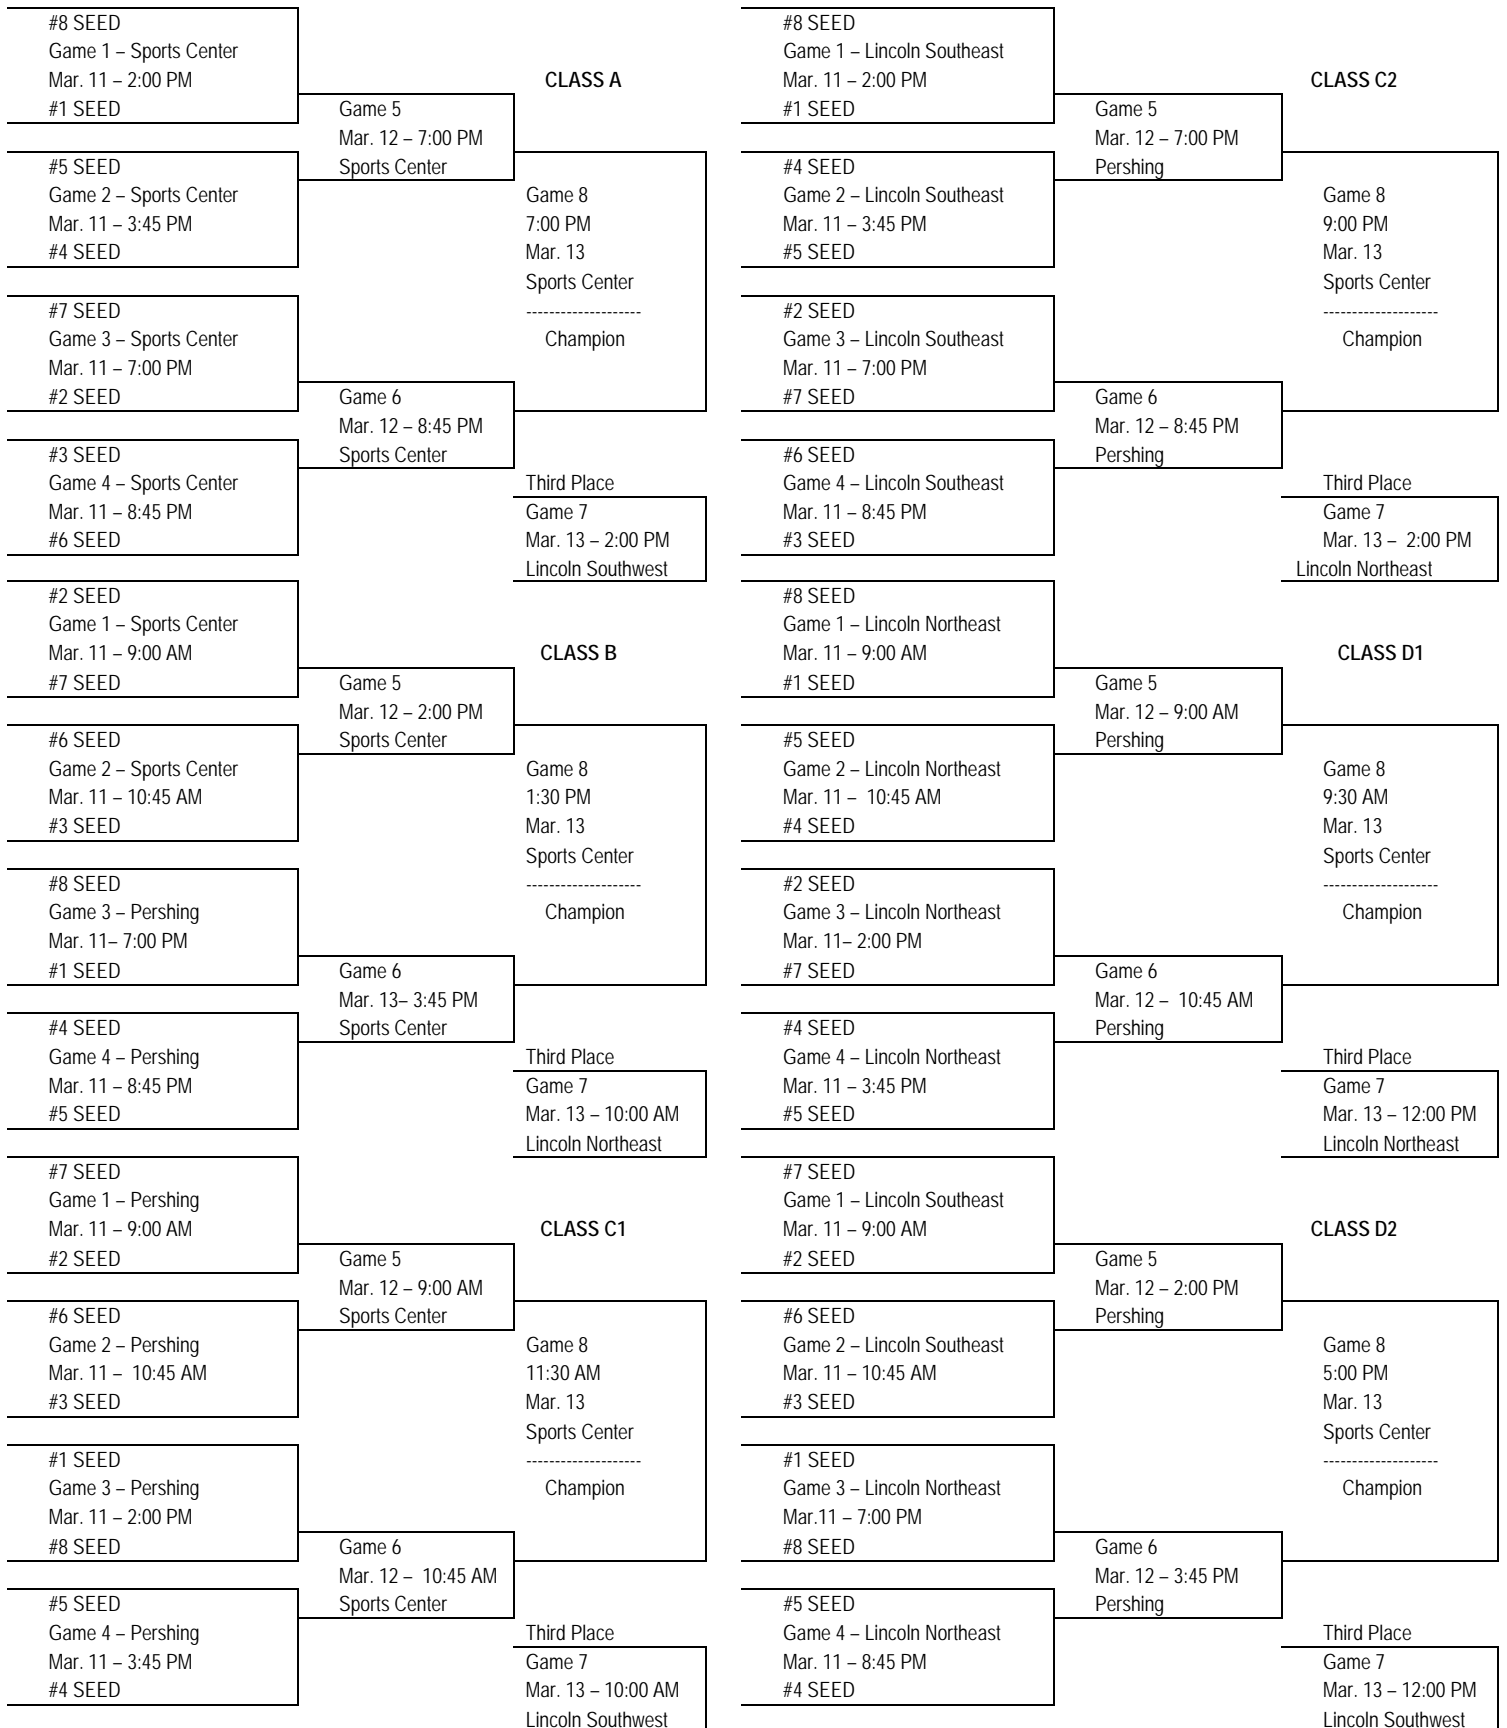 #8 SEED
Game 1 – Sports Center
Mar. 11 – 2:00 PM
#1 SEED
#5 SEED
Game 2 – Sports Center
Mar. 11 – 3:45 PM
#4 SEED
#7 SEED
Game 3 – Sports Center
Mar. 11 – 7:00 PM
#2 SEED
#3 SEED
Game 4 – Sports Center
Mar. 11 – 8:45 PM
#6 SEED
CLASS A
Game 5
Mar. 12 – 7:00 PM
Sports Center
Game 6
Mar. 12 – 8:45 PM
Sports Center
Game 8
7:00 PM
Mar. 13
Sports Center
--------------------
Champion
Third Place
Game 7
Mar. 13 – 2:00 PM
Lincoln Southwest
#2 SEED
Game 1 – Sports Center
Mar. 11 – 9:00 AM
#7 SEED
#6 SEED
Game 2 – Sports Center
Mar. 11 – 10:45 AM
#3 SEED
#8 SEED
Game 3 – Pershing
Mar. 11– 7:00 PM
#1 SEED
#4 SEED
Game 4 – Pershing
Mar. 11 – 8:45 PM
#5 SEED
CLASS B
Game 5
Mar. 12 – 2:00 PM
Sports Center
Game 6
Mar. 13– 3:45 PM
Sports Center
Game 8
1:30 PM
Mar. 13
Sports Center
--------------------
Champion
Third Place
Game 7
Mar. 13 – 10:00 AM
Lincoln Northeast
#7 SEED
Game 1 – Pershing
Mar. 11 – 9:00 AM
#2 SEED
#6 SEED
Game 2 – Pershing
Mar. 11 – 10:45 AM
#3 SEED
#1 SEED
Game 3 – Pershing
Mar. 11 – 2:00 PM
#8 SEED
#5 SEED
Game 4 – Pershing
Mar. 11 – 3:45 PM
#4 SEED
CLASS C1
Game 5
Mar. 12 – 9:00 AM
Sports Center
Game 6
Mar. 12 – 10:45 AM
Sports Center
Game 8
11:30 AM
Mar. 13
Sports Center
--------------------
Champion
Third Place
Game 7
Mar. 13 – 10:00 AM
Lincoln Southwest
#8 SEED
Game 1 – Lincoln Southeast
Mar. 11 – 2:00 PM
#1 SEED
#4 SEED
Game 2 – Lincoln Southeast
Mar. 11 – 3:45 PM
#5 SEED
#2 SEED
Game 3 – Lincoln Southeast
Mar. 11 – 7:00 PM
#7 SEED
#6 SEED
Game 4 – Lincoln Southeast
Mar. 11 – 8:45 PM
#3 SEED
CLASS C2
Game 5
Mar. 12 – 7:00 PM
Pershing
Game 6
Mar. 12 – 8:45 PM
Pershing
Game 8
9:00 PM
Mar. 13
Sports Center
--------------------
Champion
Third Place
Game 7
Mar. 13 – 2:00 PM
Lincoln Northeast
#8 SEED
Game 1 – Lincoln Northeast
Mar. 11 – 9:00 AM
#1 SEED
#5 SEED
Game 2 – Lincoln Northeast
Mar. 11 – 10:45 AM
#4 SEED
#2 SEED
Game 3 – Lincoln Northeast
Mar. 11– 2:00 PM
#7 SEED
#4 SEED
Game 4 – Lincoln Northeast
Mar. 11 – 3:45 PM
#5 SEED
CLASS D1
Game 5
Mar. 12 – 9:00 AM
Pershing
Game 6
Mar. 12 – 10:45 AM
Pershing
Game 8
9:30 AM
Mar. 13
Sports Center
--------------------
Champion
Third Place
Game 7
Mar. 13 – 12:00 PM
Lincoln Northeast
#7 SEED
Game 1 – Lincoln Southeast
Mar. 11 – 9:00 AM
#2 SEED
#6 SEED
Game 2 – Lincoln Southeast
Mar. 11 – 10:45 AM
#3 SEED
#1 SEED
Game 3 – Lincoln Northeast
Mar.11 – 7:00 PM
#8 SEED
#5 SEED
Game 4 – Lincoln Northeast
Mar. 11 – 8:45 PM
#4 SEED
CLASS D2
Game 5
Mar. 12 – 2:00 PM
Pershing
Game 6
Mar. 12 – 3:45 PM
Pershing
Game 8
5:00 PM
Mar. 13
Sports Center
--------------------
Champion
Third Place
Game 7
Mar. 13 – 12:00 PM
Lincoln Southwest